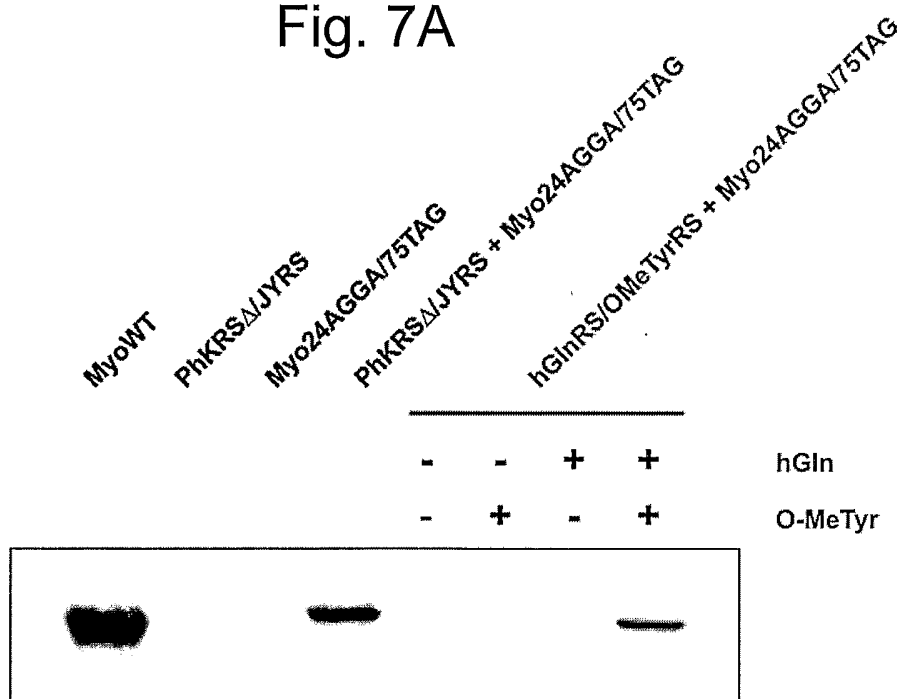 Fig. 7A
MyoWT
PhKRSΔ/JYRS
Myo24AGGA/75TAG
PhKRSΔ/JYRS + Myo24AGGA/75TAG
hGlnRS/OMeTyrRS + Myo24AGGA/75TAG
- - + + hGln
- + - + O-MeTyr